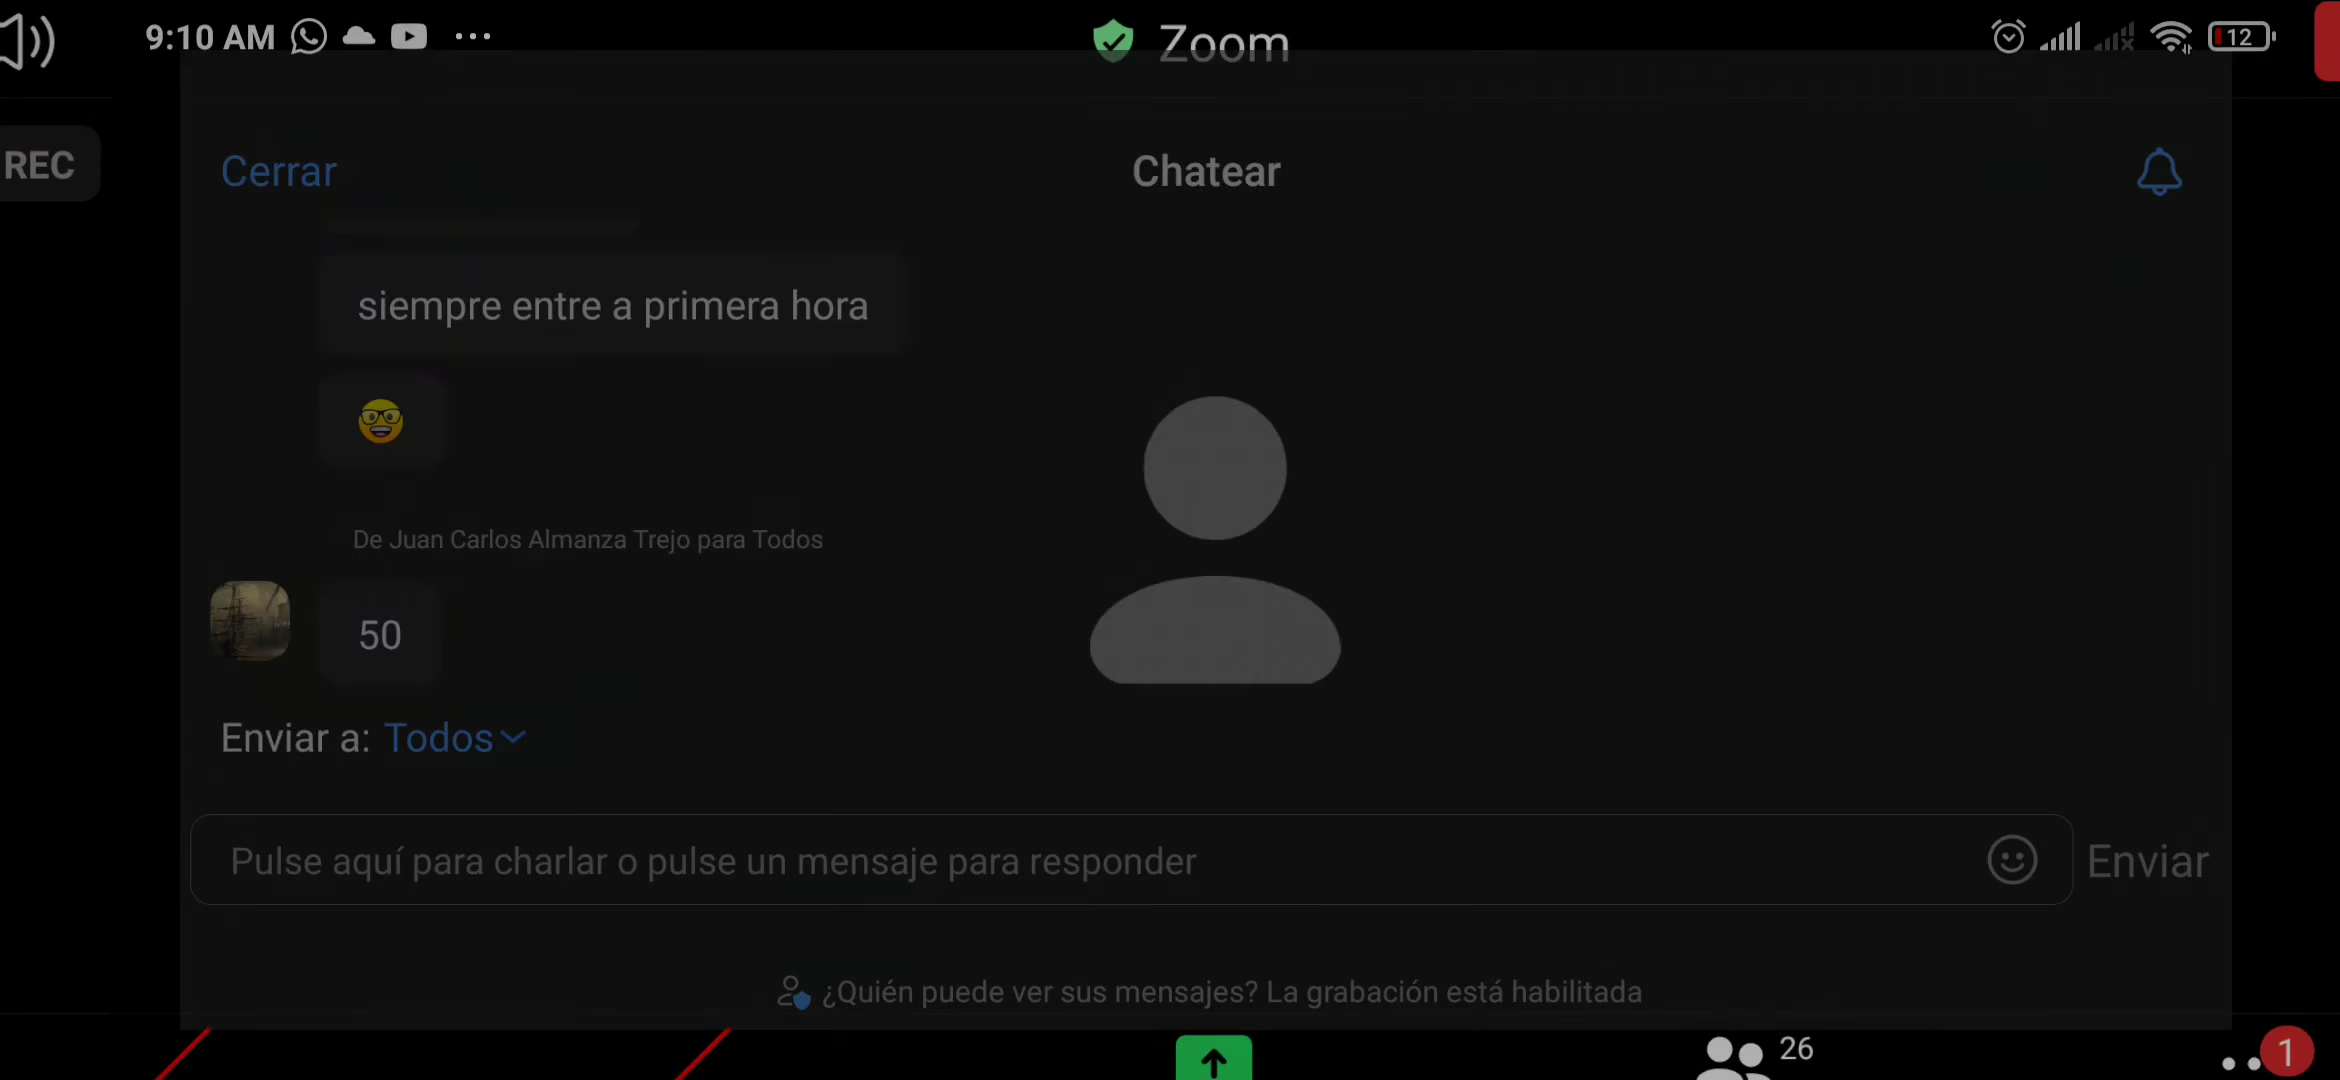 9:10 AM
Zoom
12
REC
Cerrar
Chatear
siempre entre a primera hora
De Juan Carlos Almanza Trejo para Todos
50
Enviar a: Todos
Pulse aquí para charlar o pulse un mensaje para responder
Enviar
¿Quién puede ver sus mensajes? La grabación está habilitada
26
1